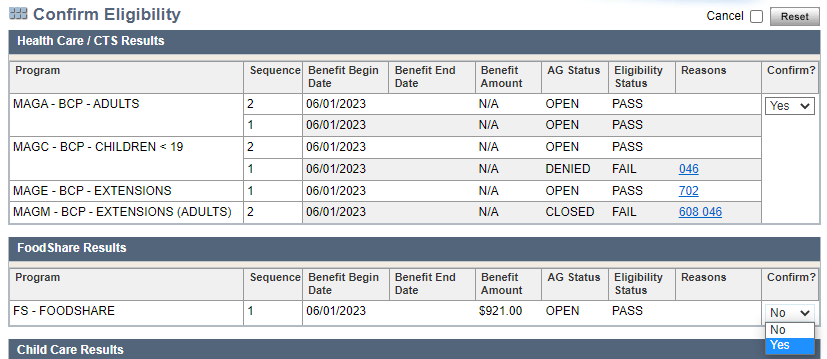 Confirm Eligibility
Cancel Reset
Health Care / CTS Results
Program Sequence Benefit Begin Date Benefit End Date Benefit Amount AG Status Eligibility Status Reasons Confirm?
MAGA - BCP - ADULTS 2 06/01/2023 N/A OPEN PASS Yes
1 06/01/2023 N/A OPEN PASS
MAGC - BCP - CHILDREN < 19 2 06/01/2023 N/A OPEN PASS
1 06/01/2023 N/A DENIED FAIL 046
MAGE - BCP - EXTENSIONS 1 06/01/2023 N/A OPEN PASS 702
MAGM - BCP - EXTENSIONS (ADULTS) 2 06/01/2023 N/A CLOSED FAIL 608 046
FoodShare Results
Program Sequence Benefit Begin Date Benefit End Date Benefit Amount AG Status Eligibility Status Reasons Confirm?
FS - FOODSHARE 1 06/01/2023 $921.00 OPEN PASS No
No
Yes
Child Care Results